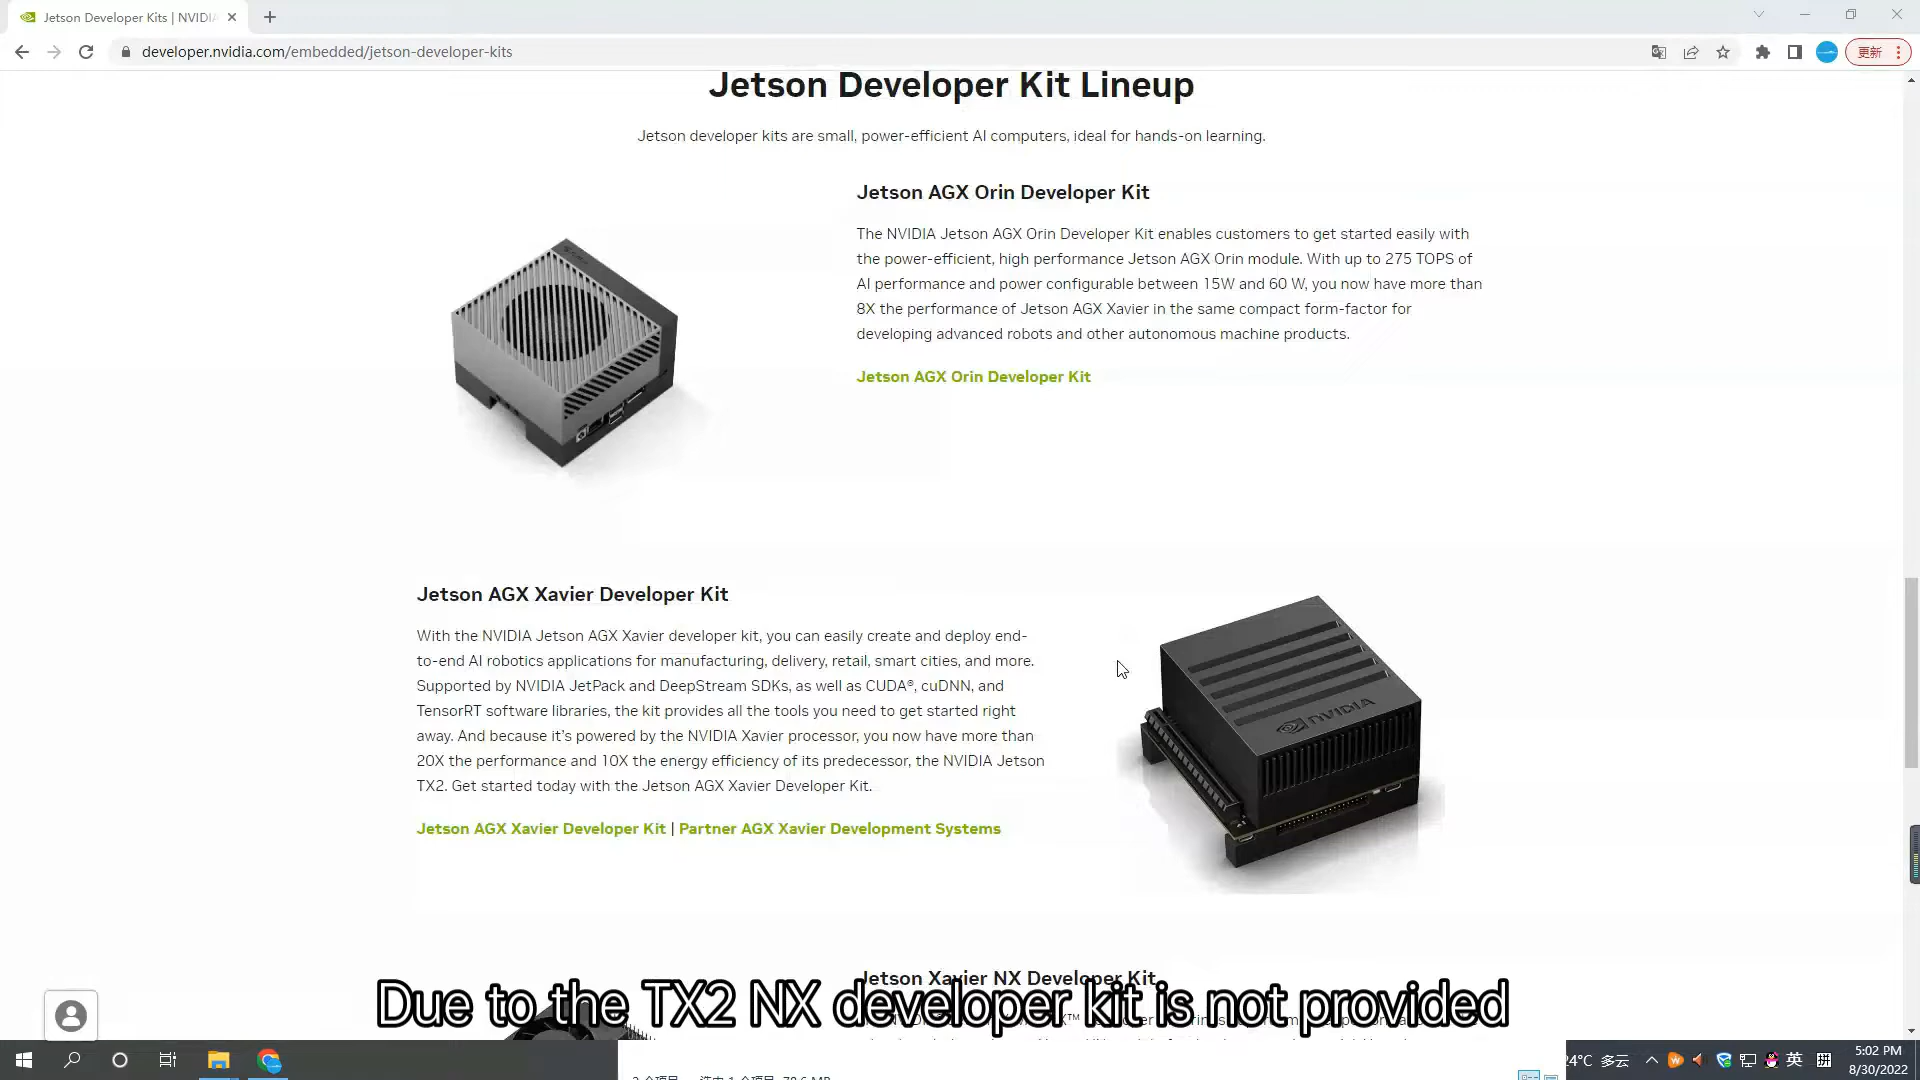 Jetson Developer Kits | NVIDIA
developer.nvidia.com/embedded/jetson-developer-kits
更新
Jetson Developer Kit Lineup
Jetson developer kits are small, power-efficient AI computers, ideal for hands-on learning.
Jetson AGX Orin Developer Kit
The NVIDIA Jetson AGX Orin Developer Kit enables customers to get started easily with
the power-efficient, high performance Jetson AGX Orin module. With up to 275 TOPS of
AI performance and power configurable between 15W and 60 W, you now have more than
8X the performance of Jetson AGX Xavier in the same compact form-factor for
developing advanced robots and other autonomous machine products.
Jetson AGX Orin Developer Kit
Jetson AGX Xavier Developer Kit
With the NVIDIA Jetson AGX Xavier developer kit, you can easily create and deploy end-
to-end AI robotics applications for manufacturing, delivery, retail, smart cities, and more.
Supported by NVIDIA JetPack and DeepStream SDKs, as well as CUDA®, cuDNN, and
TensorRT software libraries, the kit provides all the tools you need to get started right
away. And because it's powered by the NVIDIA Xavier processor, you now have more than
20X the performance and 10X the energy efficiency of its predecessor, the NVIDIA Jetson
TX2. Get started today with the Jetson AGX Xavier Developer Kit.
Jetson AGX Xavier Developer Kit | Partner AGX Xavier Development Systems
NVIDIA
Jetson Xavier NX Developer Kit
Due to the TX2 NX developer kit is not provided
24°C 多云
英
拼
5:02 PM
8/30/2022